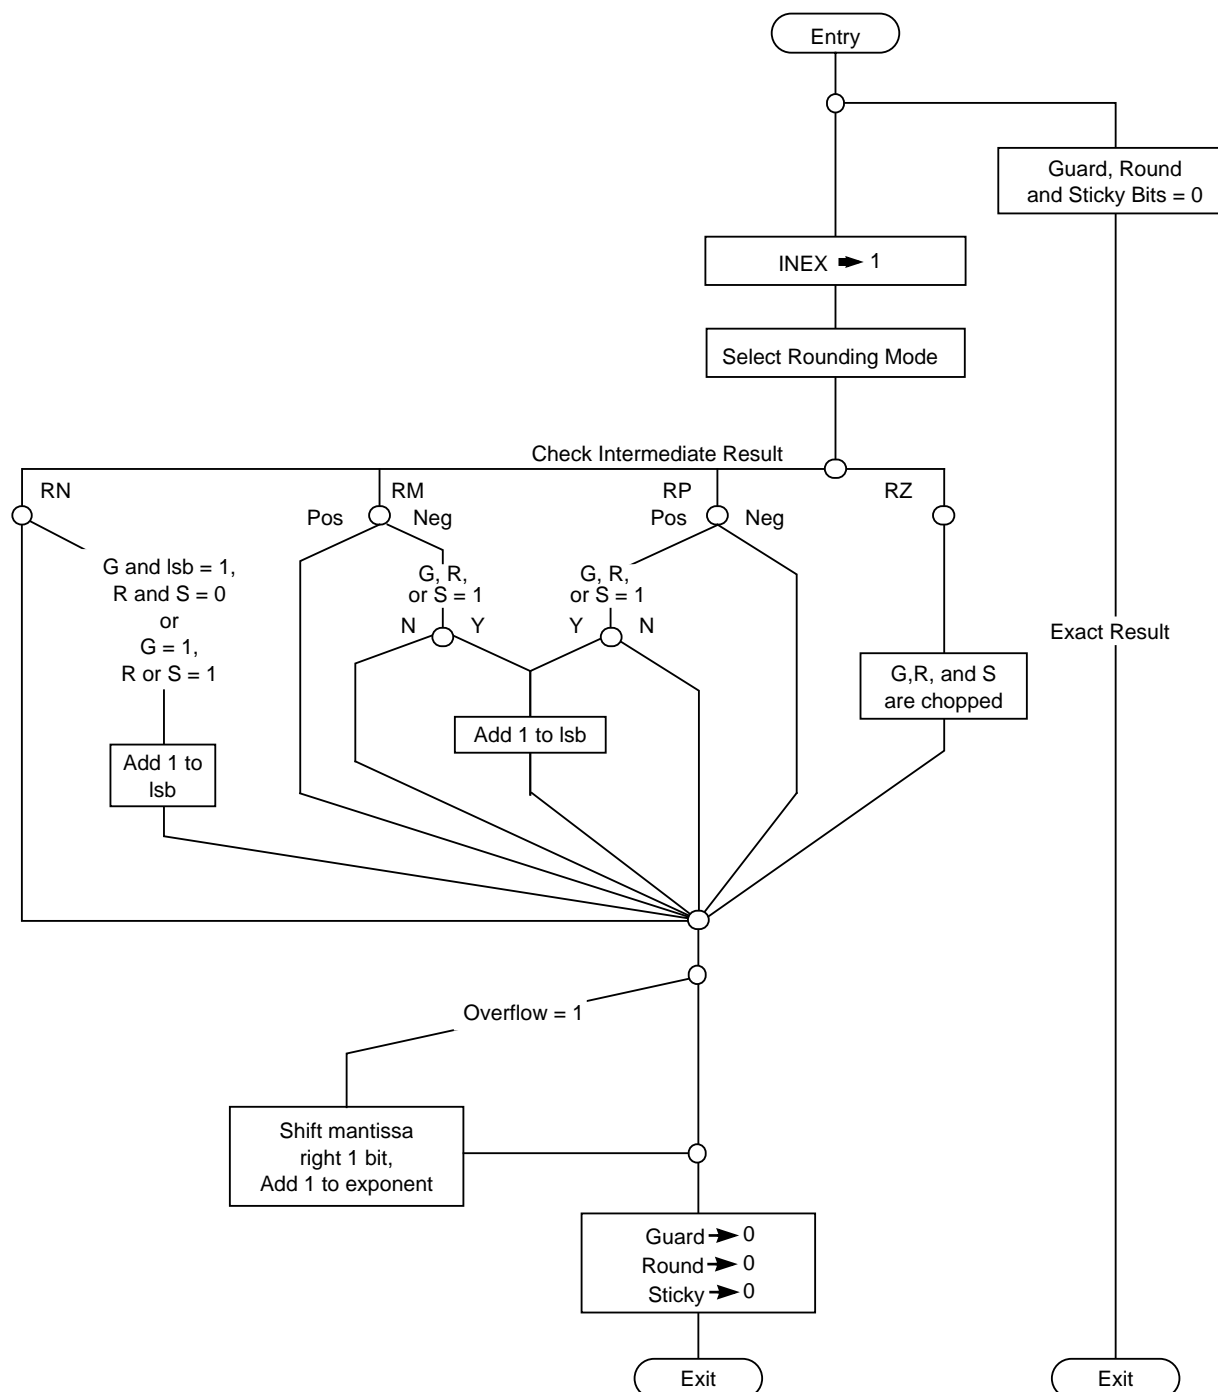 Entry
Guard, Round
and Sticky Bits = 0
INEX ➨ 1
Select Rounding Mode
Check Intermediate Result
RN
RM
RP
RZ
Pos
Neg
Pos
Neg
G and lsb = 1,
R and S = 0
or
G = 1,
R or S = 1
G, R,
or S = 1
G, R,
or S = 1
N
Y
Y
N
Exact Result
G,R, and S
are chopped
Add 1 to lsb
Add 1 to
lsb
Overflow = 1
Shift mantissa
right 1 bit,
Add 1 to exponent
Guard ➛ 0
Round ➛ 0
Sticky ➛ 0
Exit
Exit